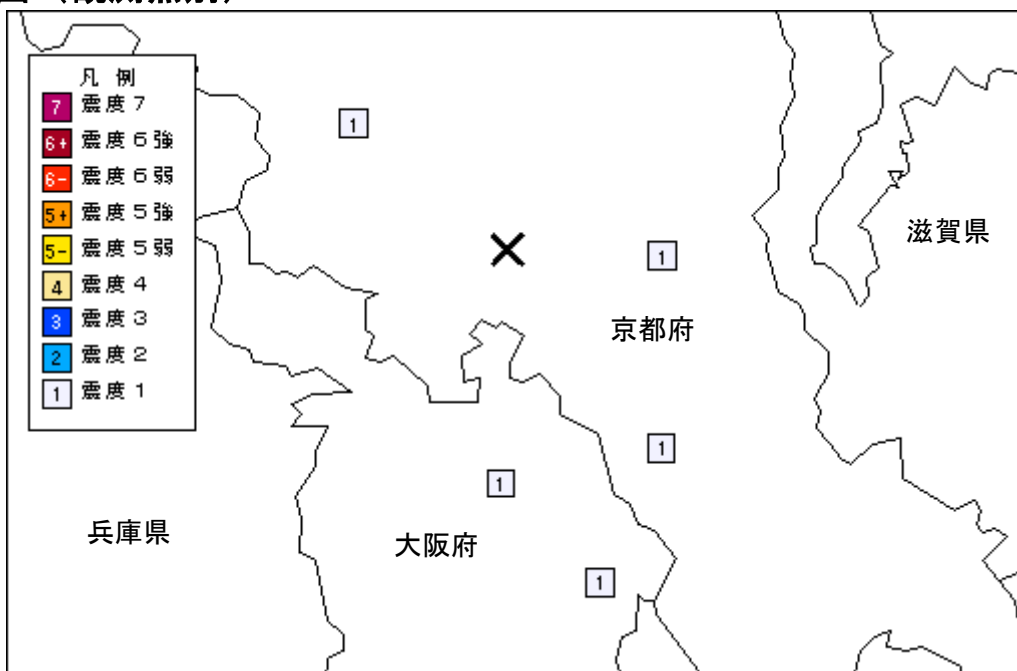 凡 例
7 震度7
6+ 震度6強
6- 震度6弱
5+ 震度5強
5- 震度5弱
4 震度4
3 震度3
2 震度2
1 震度1
1
1
滋賀県
京都府
1
1
兵庫県
大阪府
1